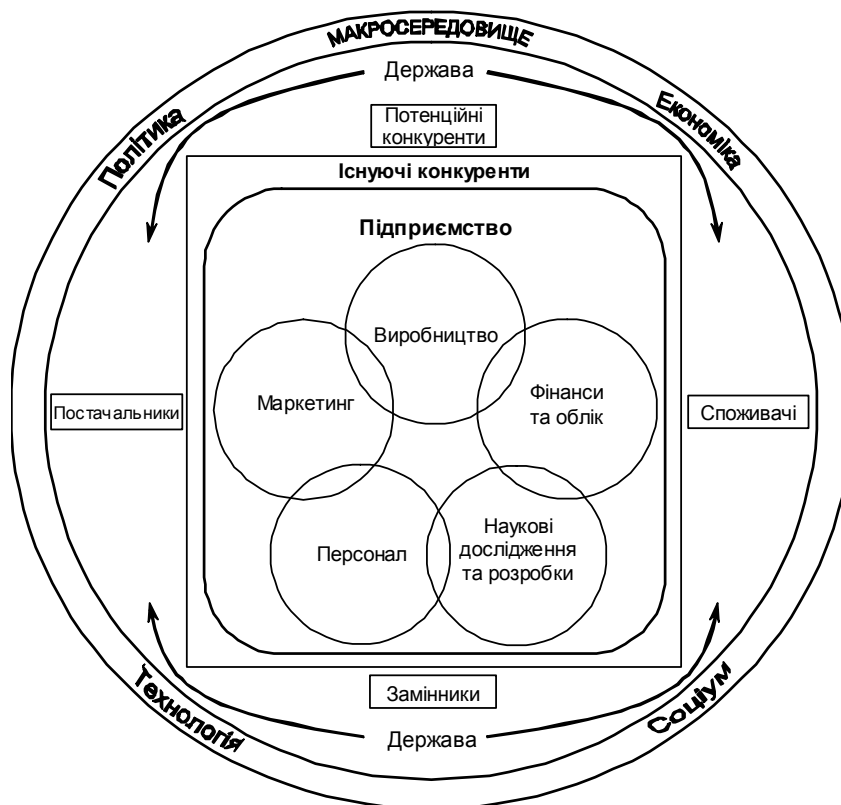 МАКРОСЕРЕДОВИЩЕ
Держава
Політика
Економіка
Потенційні
конкуренти
Існуючі конкуренти
Підприємство
Виробництво
Маркетинг
Фінанси
та облік
Постачальники
Споживачі
Персонал
Наукові
дослідження
та розробки
Замінники
Технологія
Соціум
Держава